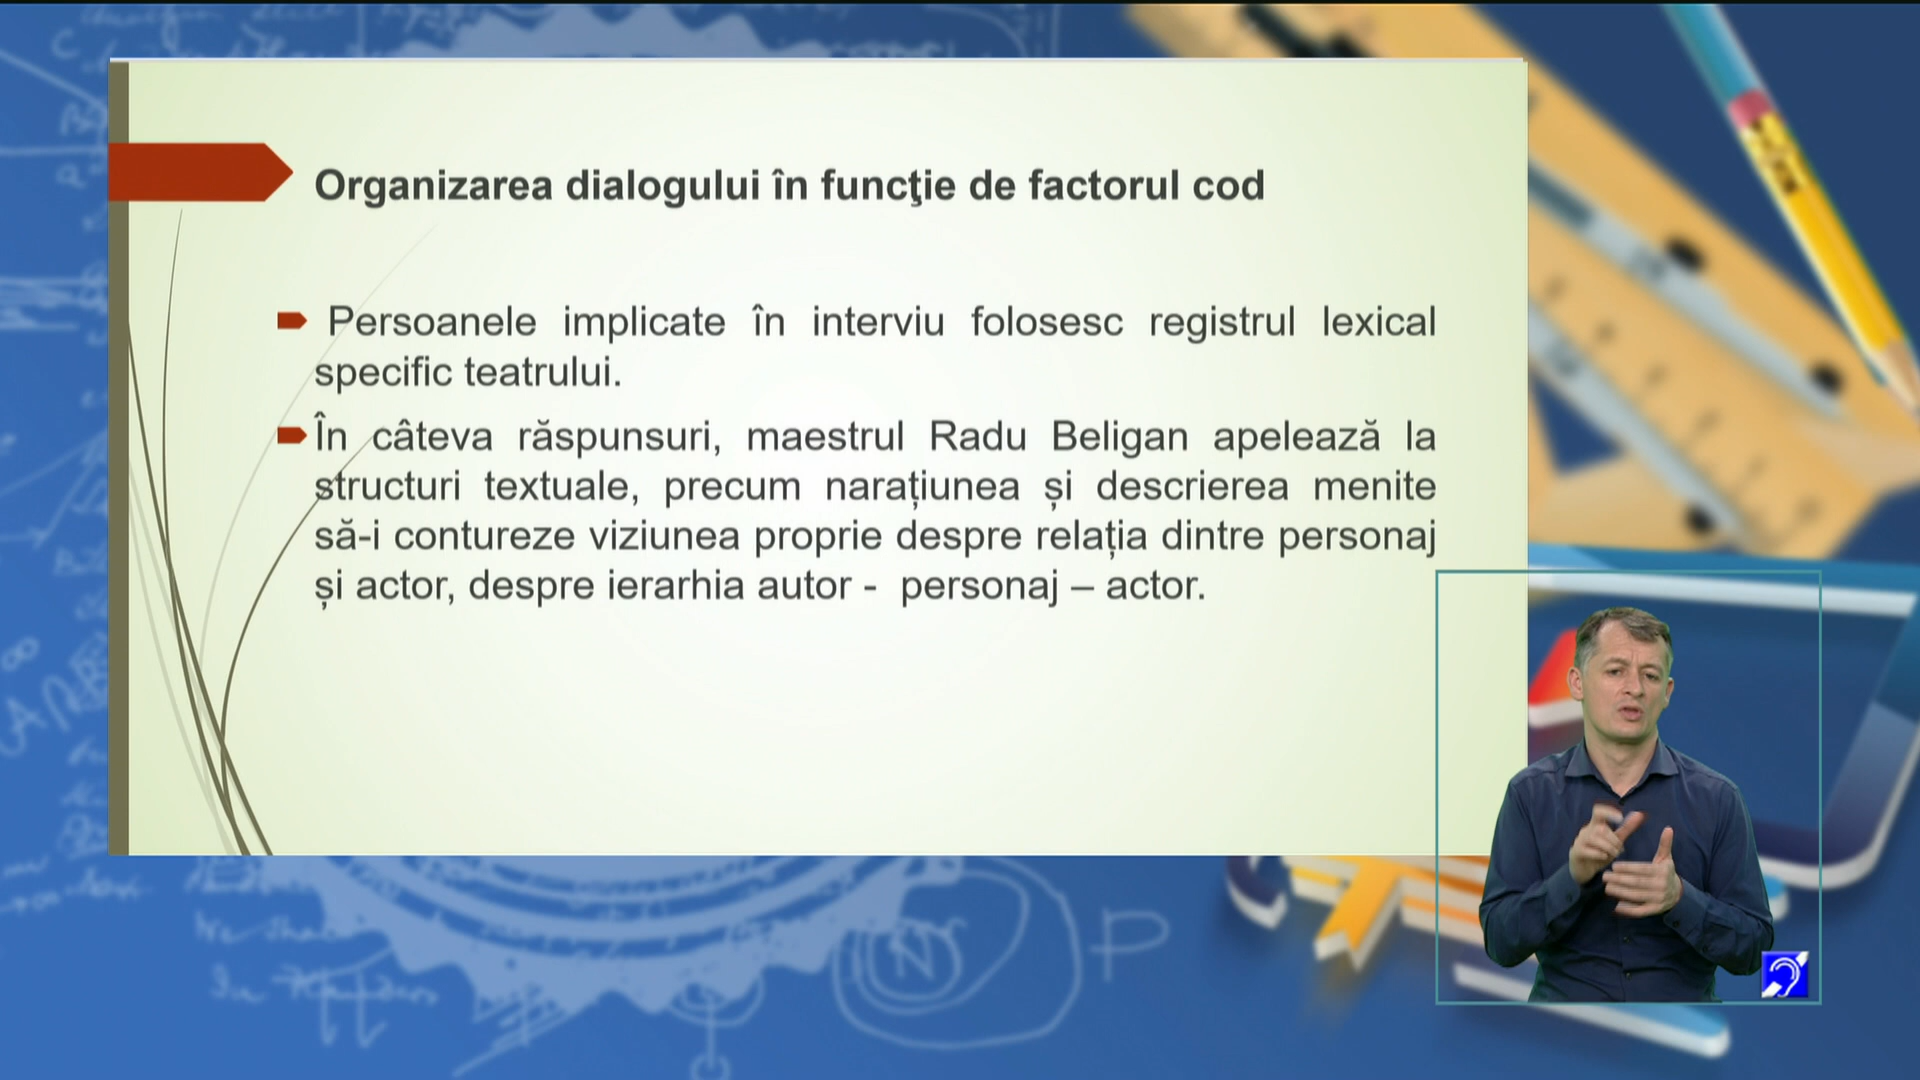 Organizarea dialogului în funcţie de factorul cod
Persoanele implicate în interviu folosesc registrul lexical
specific teatrului.
În câteva răspunsuri, maestrul Radu Beligan apelează la
structuri textuale, precum narațiunea și descrierea menite
să-i contureze viziunea proprie despre relația dintre personaj
și actor, despre ierarhia autor - personaj – actor.
N
P